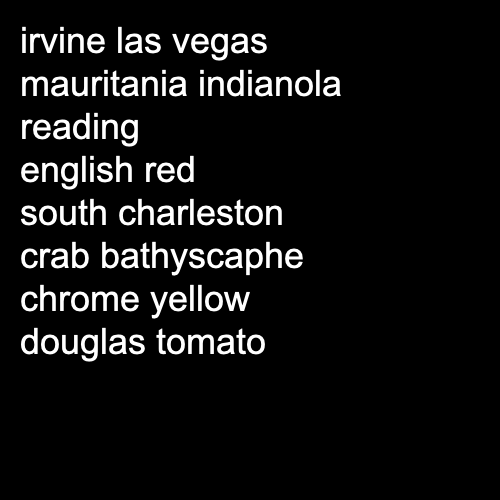 irvine las vegas
mauritania indianola
reading
english red
south charleston
crab bathyscaphe
chrome yellow
douglas tomato